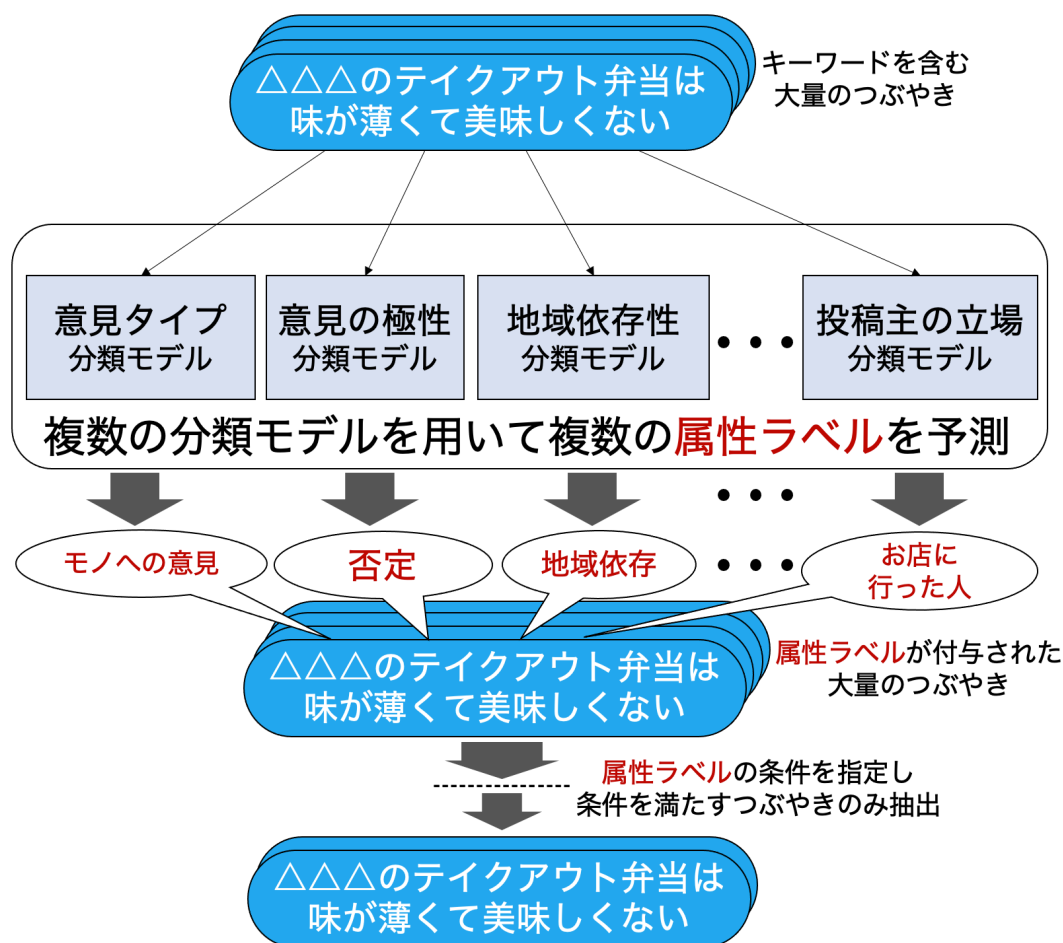 △△△のテイクアウト弁当は
味が薄くて美味しくない
キーワードを含む
大量のつぶやき
意見タイプ
分類モデル
意見の極性
分類モデル
地域依存性
分類モデル
・・・
投稿主の立場
分類モデル
複数の分類モデルを用いて複数の属性ラベルを予測
・・・
モノへの意見
否定
地域依存
・・・
お店に
行った人
△△△のテイクアウト弁当は
味が薄くて美味しくない
属性ラベルが付与された
大量のつぶやき
属性ラベルの条件を指定し
条件を満たすつぶやきのみ抽出
△△△のテイクアウト弁当は
味が薄くて美味しくない